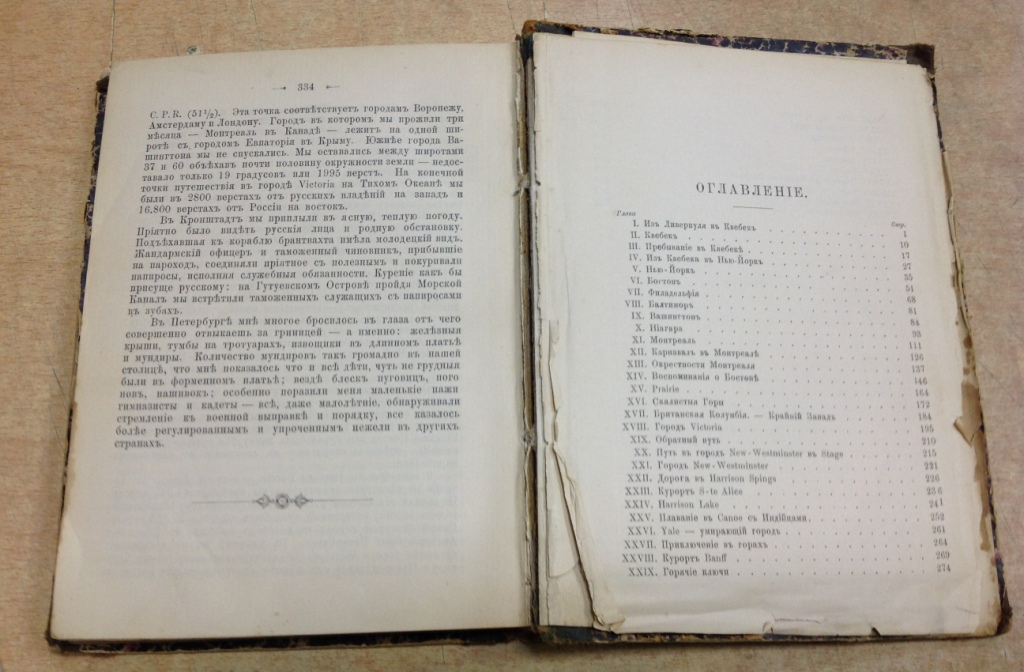 334
C. P. R. (51½). Эта точка соотвѣтствуетъ городамъ Воронежу,
Амстердаму и Лондону. Городъ въ которомъ мы прожили три
мѣсяца — Монтреаль въ Канадѣ — лежитъ на одной ши-
ротѣ съ городомъ Евпаторія въ Крыму. Южнѣе города Ва-
шингтона мы не спускались. Мы оставались между широтами
37 и 60 объѣхавъ почти половину окружности земли — недос-
тавало только 19 градусовъ или 1995 верстъ. На конечной
точки путешествія въ городѣ Victoria на Тихомъ Океанѣ мы
были въ 2800 верстахъ отъ русскихъ владѣній на западъ и
16.800 верстахъ отъ Россіи на востокъ.
Въ Кронштадтъ мы приплыли въ ясную, теплую погоду.
Пріятно было видѣть русскія лица и родную обстановку.
Подъѣхавшая къ кораблю брантвахта имѣла молодецкій видъ.
Жандармскій офицеръ и таможенный чиновникъ, прибывшіе
на пароходъ, соединяли пріятное съ полезнымъ и покуривали
папиросы, исполняя служебныя обязанности. Куреніе какъ бы
присуще русскому: на Гутуевскомъ Островѣ пройдя Морской
Каналъ мы встрѣтили таможенныхъ служащихъ съ папиросами
въ зубахъ.
Въ Петербургѣ мнѣ многое бросилось въ глаза отъ чего
совершенно отвыкаешь за границей — а именно: желѣзныя
крыши, тумбы на тротуарахъ, извощики въ длинномъ платьѣ
и мундиры. Количество мундировъ такъ громадно въ нашей
столицѣ, что мнѣ показалось что и всѣ дѣти, чуть не грудныя
были въ форменномъ платьѣ; вездѣ блескъ пуговицъ, пого
новъ, нашивокъ; особенно поразили меня маленькіе пажи
гимназисты и кадеты — всѣ, даже малолѣтніе, обнаруживали
стремленіе къ военной выправкѣ и порядку, все казалось
болѣе регулированнымъ и упроченнымъ нежели въ другихъ
странахъ.
ОГЛАВЛЕНІЕ.
Глава Стр.
I. Изъ Ливерпула въ Квебекъ 1
II. Квебекъ 10
III. Пребываніе въ Квебекѣ 17
IV. Изъ Квебека въ Нью-Йоркъ 27
V. Нью-Йоркъ 35
VI. Бостонъ 51
VII. Филадельфія 68
VIII. Балтиморъ 81
IX. Вашингтонъ 84
X. Ніагара 93
XI. Монтреаль 111
XII. Карнавалъ въ Монтреалѣ 126
XIII. Окрестности Монтреаля 137
XIV. Воспоминанія о Бостонѣ 146
XV. Prairie 164
XVI. Скалистыя Горы 172
XVII. Британская Колумбія. — Крайній Западъ 184
XVIII. Городъ Victoria 195
XIX. Обратный путь 210
XX. Путь въ городъ New-Westminster въ Stage 215
XXI. Городъ New-Westminster 221
XXII. Дорога въ Harrison Spings 226
XXIII. Курортъ S-te Alice 236
XXIV. Harrison Lake 241
XXV. Плаваніе въ Canoe съ Индійцами. 252
XXVI. Yale — умирающій городъ 261
XXVII. Приключеніе въ горахъ 264
XXVIII. Курортъ Banff 269
XXIX. Горячіе ключи 274